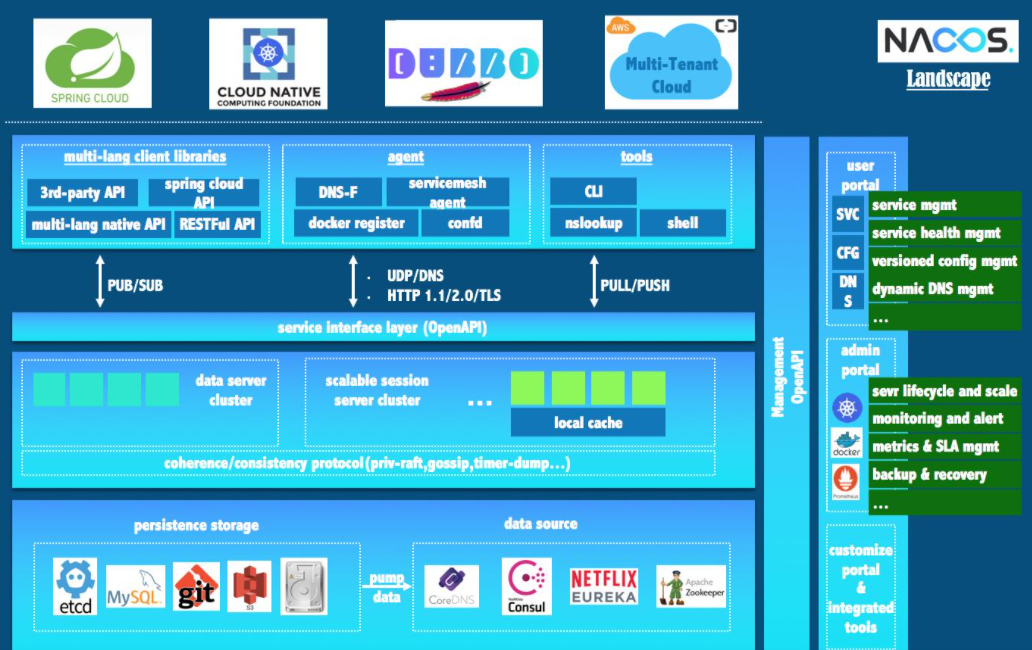 SPRING CLOUD
CLOUD NATIVE
COMPUTING FOUNDATION
DUBBO
AWS
Multi-Tenant
Cloud
NACOS.
Landscape
multi-lang client libraries
3rd-party API
spring cloud
API
multi-lang native API
RESTFul API
agent
DNS-F
servicemesh
agent
docker register
confd
tools
CLI
nslookup
shell
PUB/SUB
· UDP/DNS
· HTTP 1.1/2.0/TLS
PULL/PUSH
service interface layer (OpenAPI)
data server
cluster
scalable session
server cluster
...
local cache
coherence/consistency protocol(priv-raft,gossip,timer-dump...)
persistence storage
etcd
MySQL
git
S3
pump
data
data source
CoreDNS
HashiCorp
Consul
NETFLIX
EUREKA
Apache
Zookeeper
Management
OpenAPI
user
portal
SVC
CFG
DN
S
service mgmt
service health mgmt
versioned config mgmt
dynamic DNS mgmt
...
admin
portal
docker
Prometheus
sevr lifecycle and scale
monitoring and alert
metrics & SLA mgmt
backup & recovery
...
customize
portal
&
integrated
tools